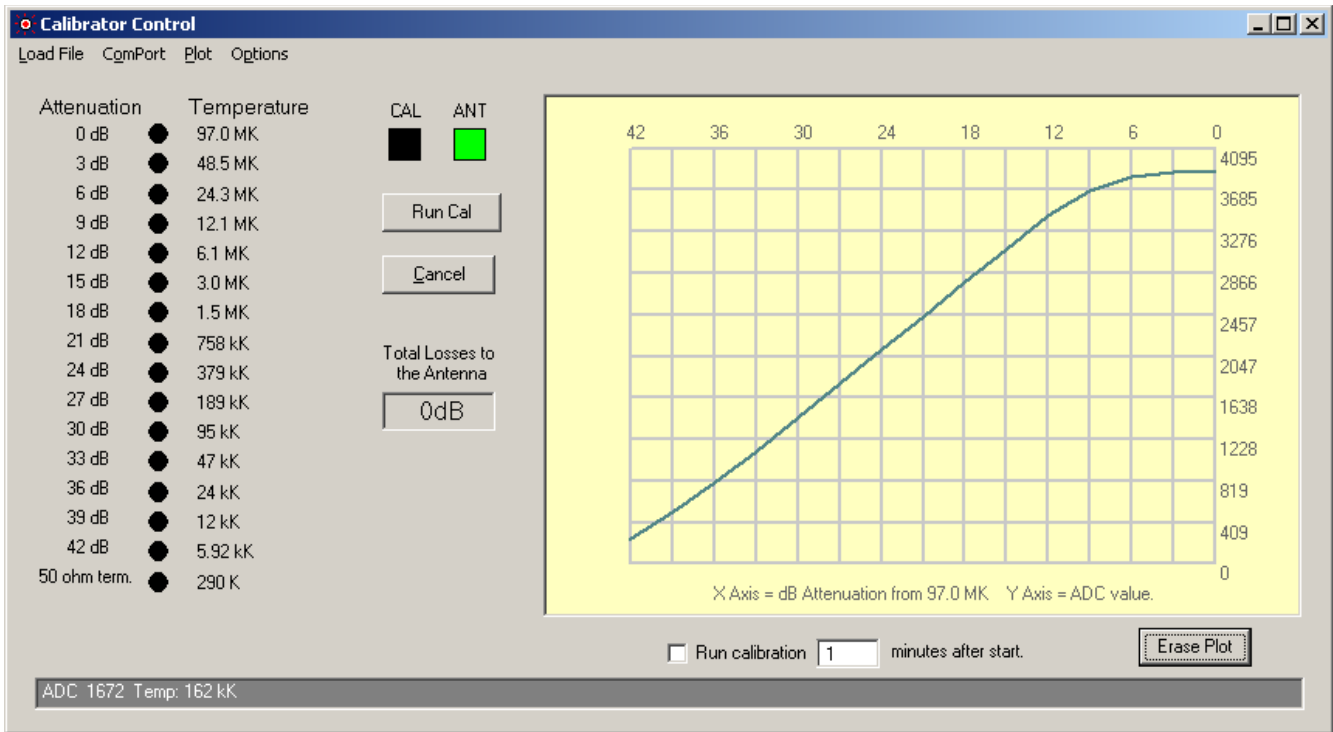 Calibrator Control
Load File ComPort Plot Options
Attenuation Temperature
0 dB 97.0 MK
3 dB 48.5 MK
6 dB 24.3 MK
9 dB 12.1 MK
12 dB 6.1 MK
15 dB 3.0 MK
18 dB 1.5 MK
21 dB 758 kK
24 dB 379 kK
27 dB 189 kK
30 dB 95 kK
33 dB 47 kK
36 dB 24 kK
39 dB 12 kK
42 dB 5.92 kK
50 ohm term. 290 K
CAL ANT
Run Cal
Cancel
Total Losses to
the Antenna
0dB
42 36 30 24 18 12 6 0
4095
3685
3276
2866
2457
2047
1638
1228
819
409
0
X Axis = dB Attenuation from 97.0 MK Y Axis = ADC value.
Run calibration 1 minutes after start.
Erase Plot
ADC 1672 Temp: 162 kK